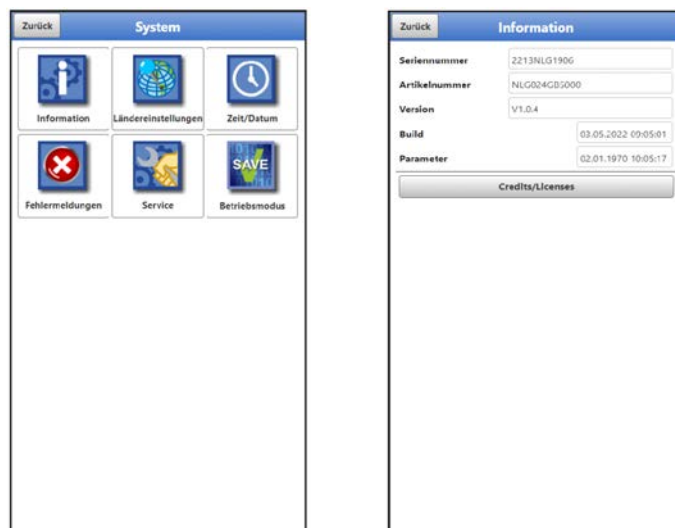 Zurück
System
Information
Ländereinstellungen
Zeit/Datum
Fehlermeldungen
Service
SAVE
Betriebsmodus
Zurück
Information
Seriennummer 2213NLG1906
Artikelnummer
Version V1.0.4
Build 03.05.2022 09:05:01
Parameter 02.01.1970 10:05:17
Credits/Licenses